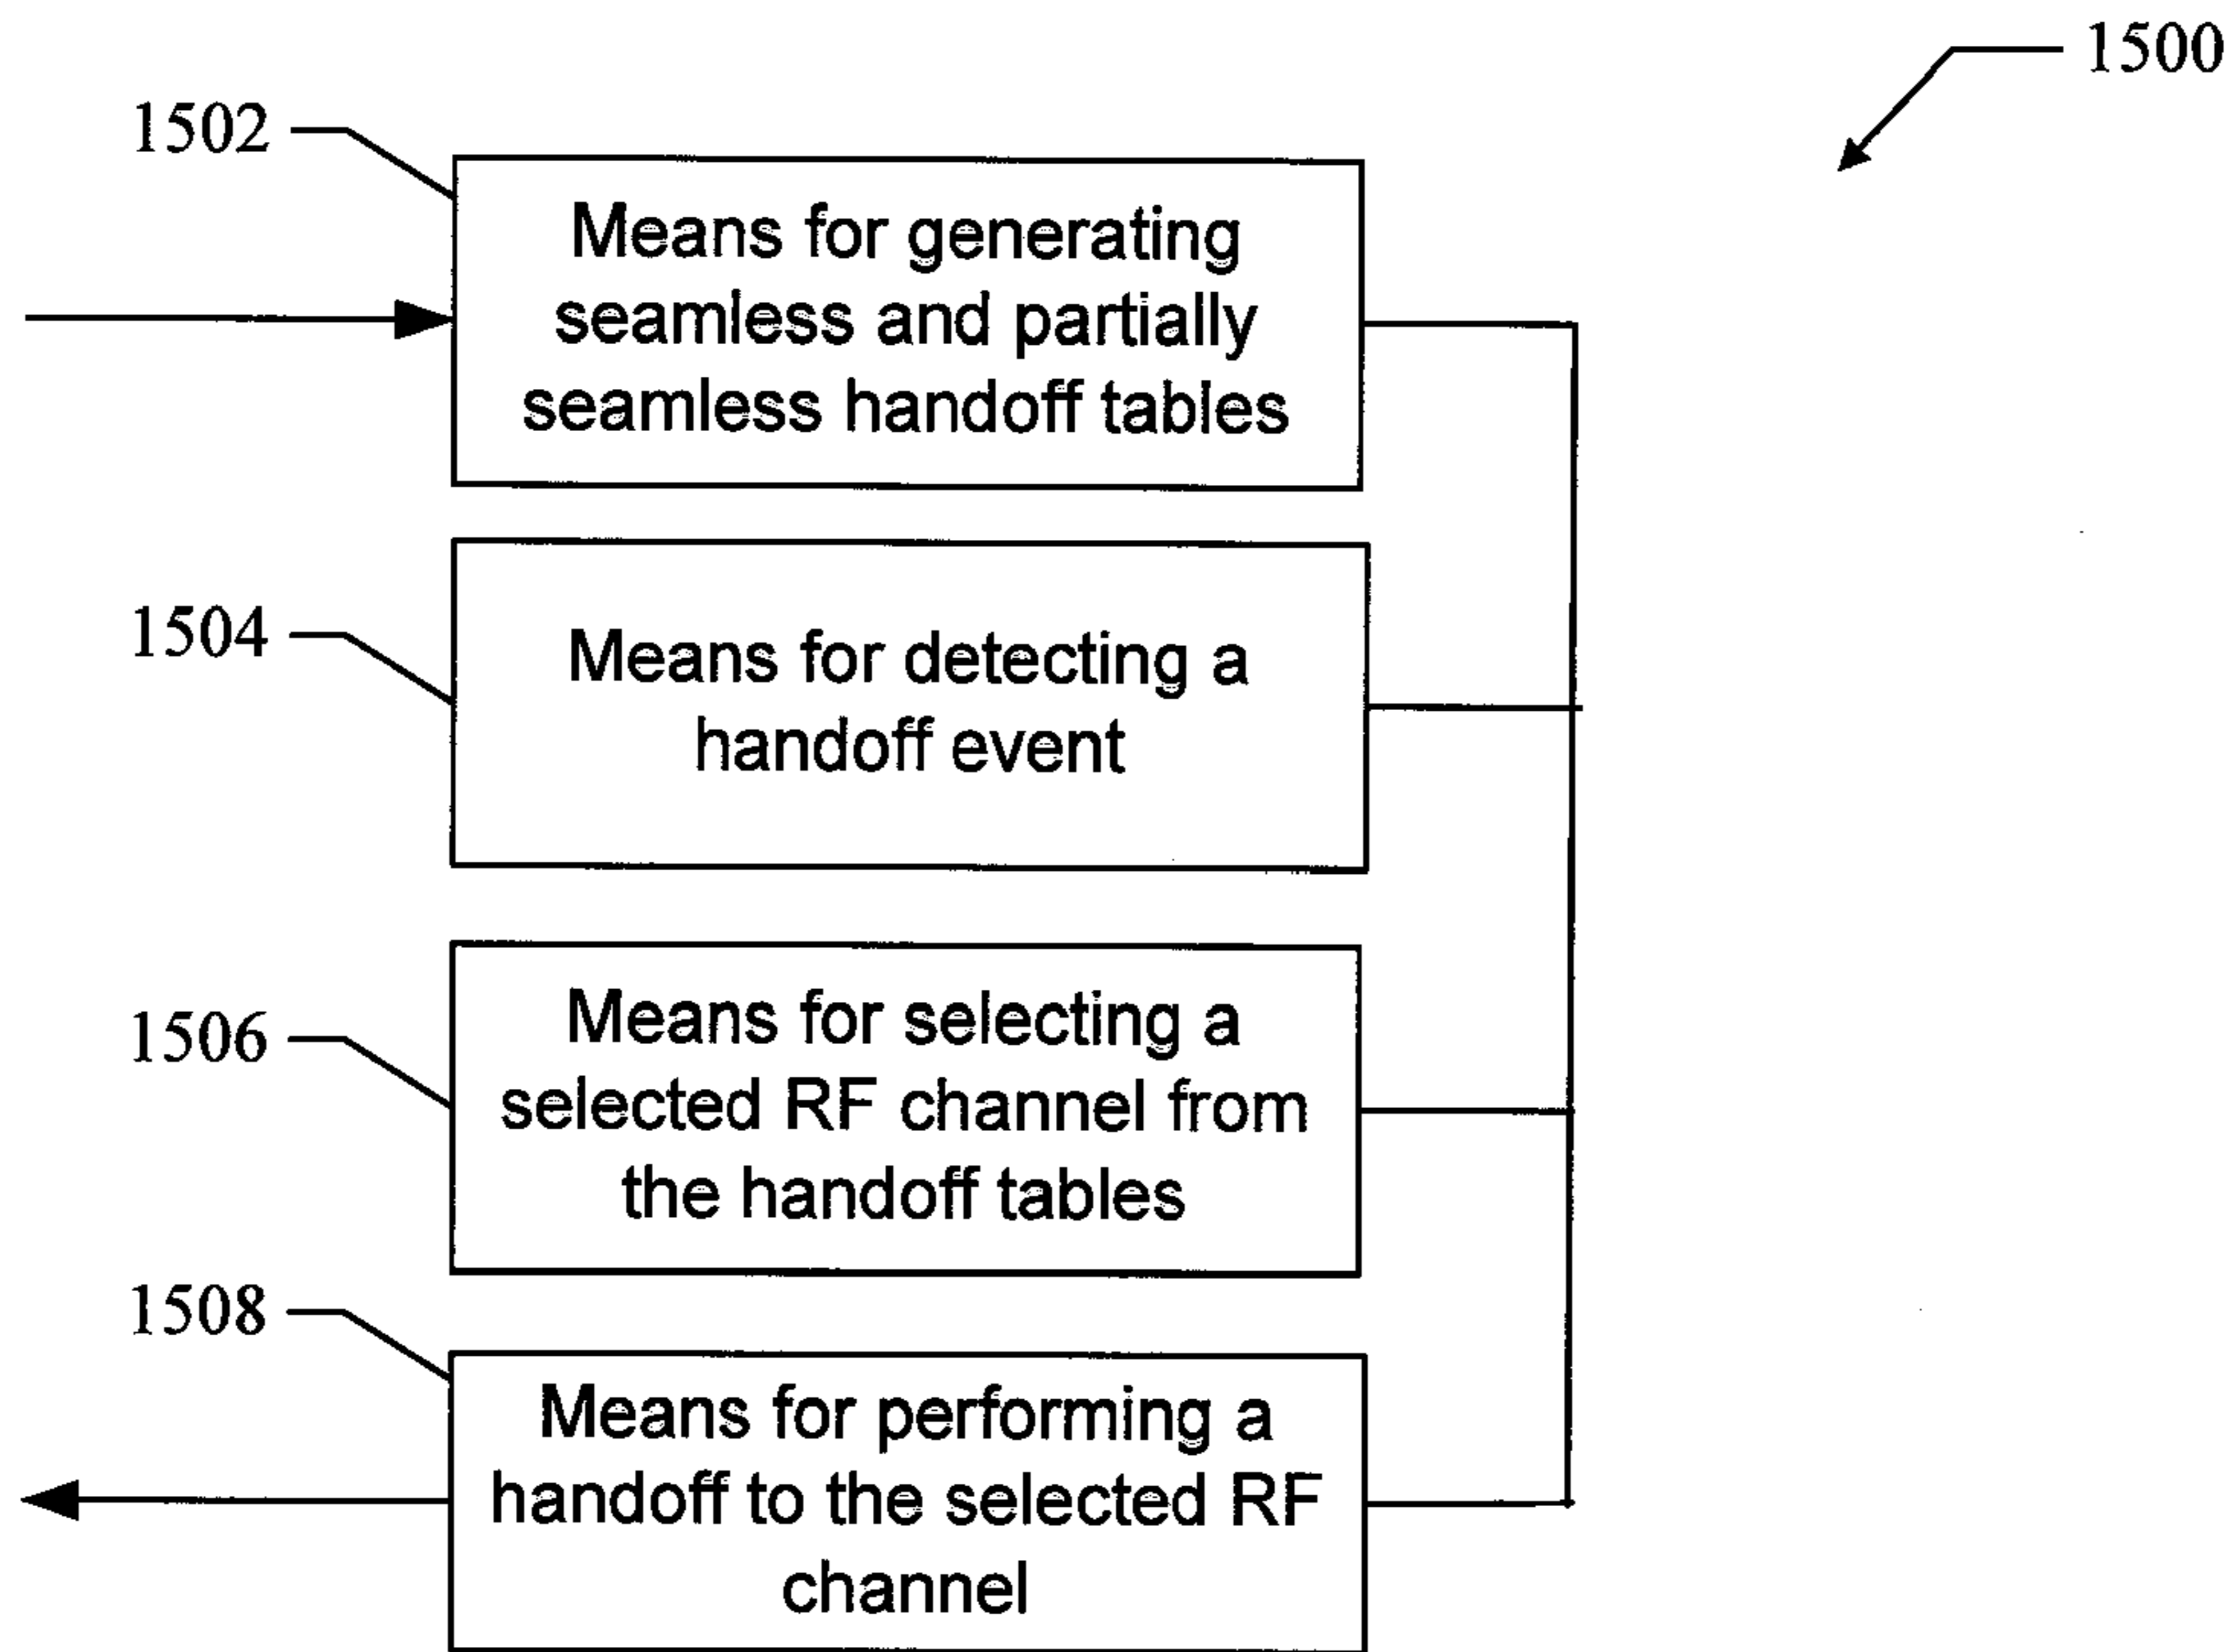 1500
1502
Means for generating
seamless and partially
seamless handoff tables
1504
Means for detecting a
handoff event
1506
Means for selecting a
selected RF channel from
the handoff tables
1508
Means for performing a
handoff to the selected RF
channel